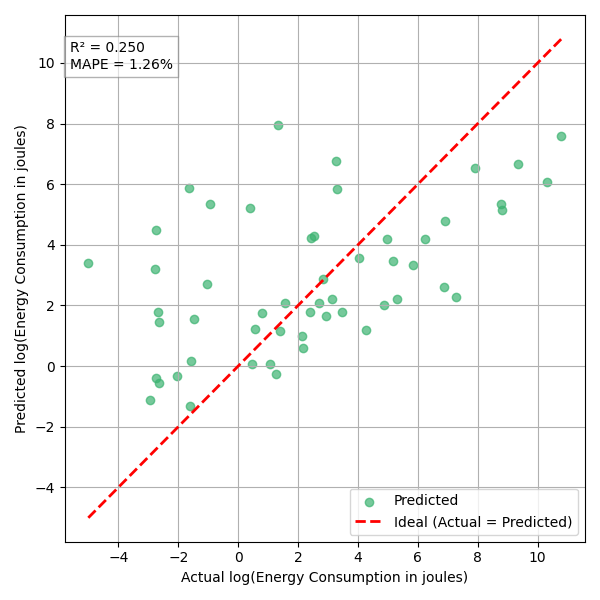 R² = 0.250
MAPE = 1.26%
10
8
6
4
2
0
−2
−4
Predicted log(Energy Consumption in joules)
Predicted
Ideal (Actual = Predicted)
−4 −2 0 2 4 6 8 10
Actual log(Energy Consumption in joules)